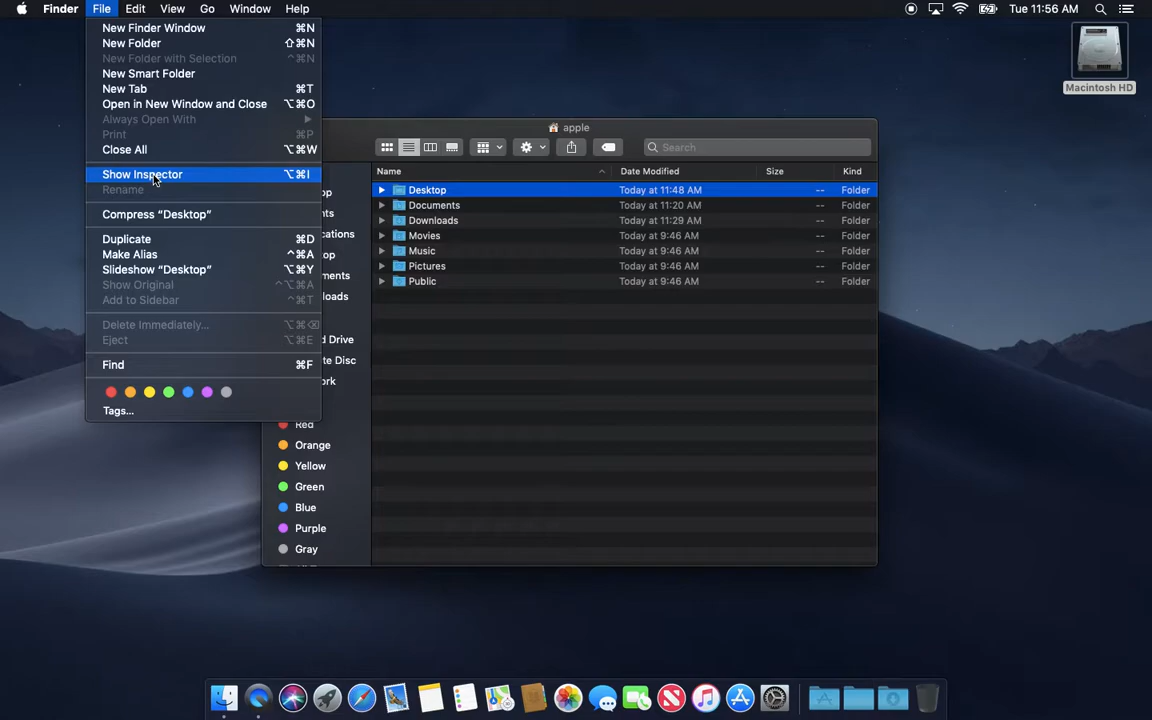 Finder File Edit View Go Window Help Tue 11:56 AM
New Finder Window ⌘N
New Folder ⇧⌘N
New Folder with Selection ^⌘N
New Smart Folder
New Tab ⌘T
Open in New Window and Close ⌥⌘O
Always Open With
Print ⌘P
Close All ⌥⌘W
Show Inspector ⌥⌘I
Rename
Compress “Desktop”
Duplicate ⌘D
Make Alias ^⌘A
Slideshow “Desktop” ⌥⌘Y
Show Original ^⌥⌘A
Add to Sidebar ^⌘T
Delete Immediately... ⌥⌘⌫
Eject ⌥⌘E
Find ⌘F
Tags...
Macintosh HD
apple
Search
Name Date Modified Size Kind
Desktop Today at 11:48 AM -- Folder
Documents Today at 11:20 AM -- Folder
Downloads Today at 11:29 AM -- Folder
Movies Today at 9:46 AM -- Folder
Music Today at 9:46 AM -- Folder
Pictures Today at 9:46 AM -- Folder
Public Today at 9:46 AM -- Folder
Red
Orange
Yellow
Green
Blue
Purple
Gray